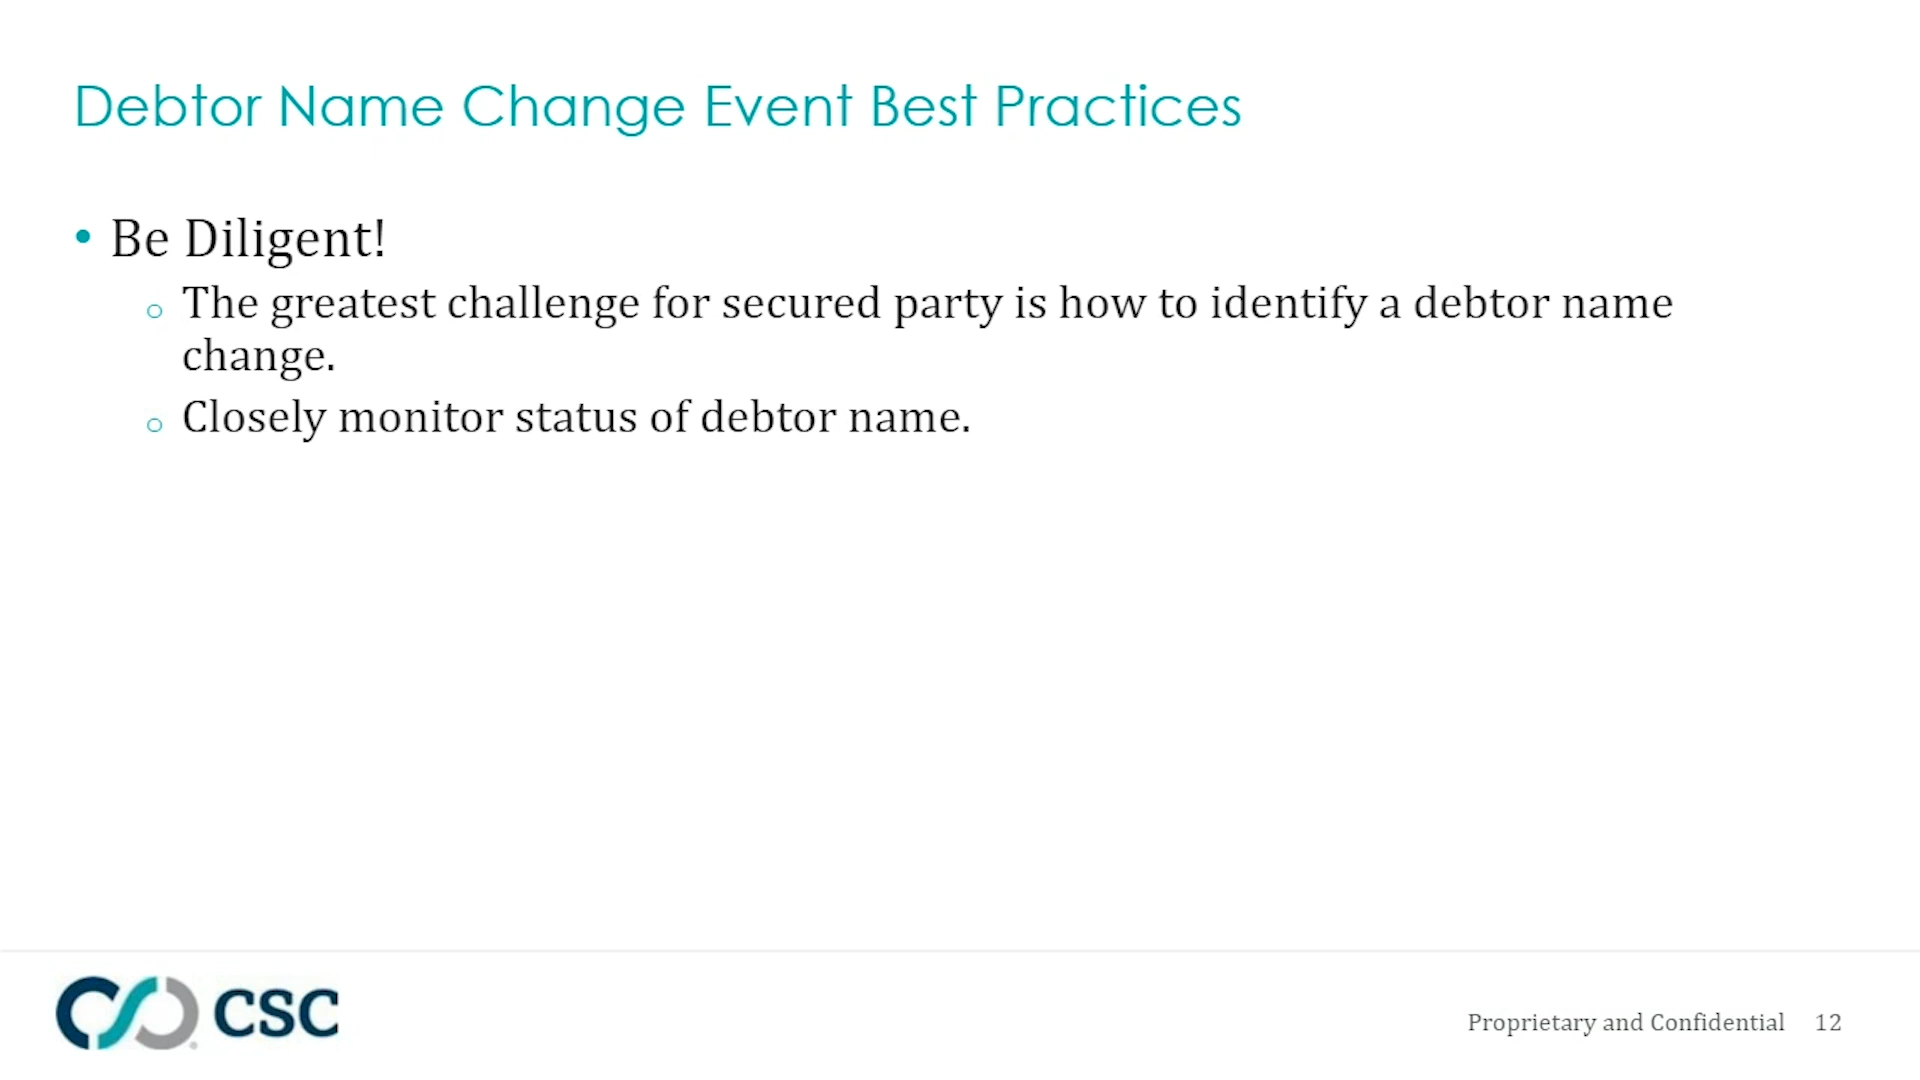 Debtor Name Change Event Best Practices
• Be Diligent!
o The greatest challenge for secured party is how to identify a debtor name
change.
o Closely monitor status of debtor name.
CSC
Proprietary and Confidential 12